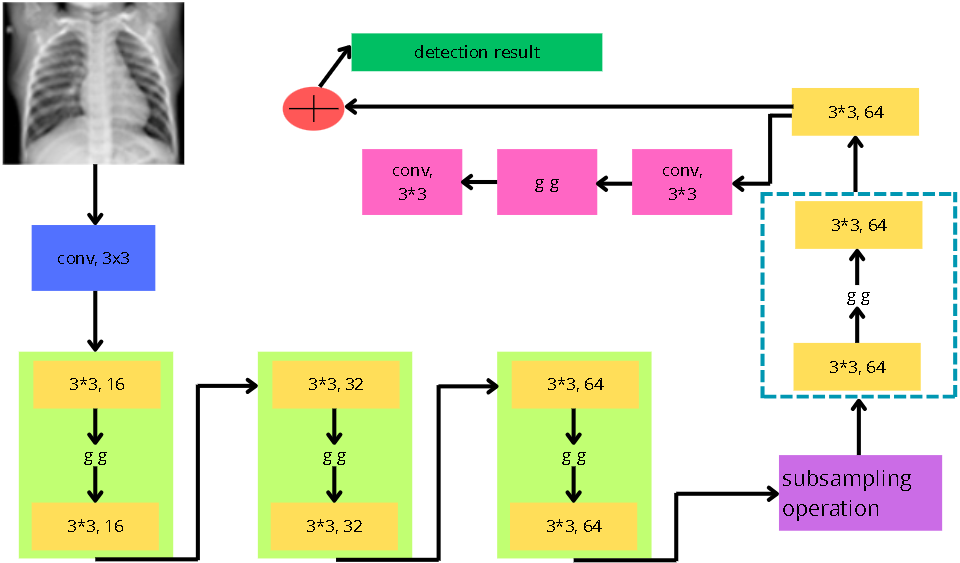 detection result
3*3, 64
conv,
3*3
g g
conv,
3*3
3*3, 64
conv, 3x3
g g
3*3, 64
3*3, 16
3*3, 32
3*3, 64
g g
g g
g g
subsampling
operation
3*3, 16
3*3, 32
3*3, 64